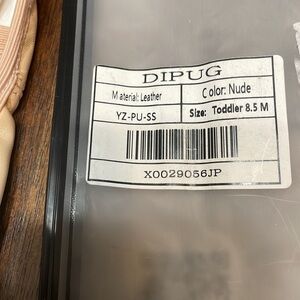 DIPUG
Material: Leather
Color: Nude
YZ-PU-SS
Size: Toddler 8.5 M
X0029056JP